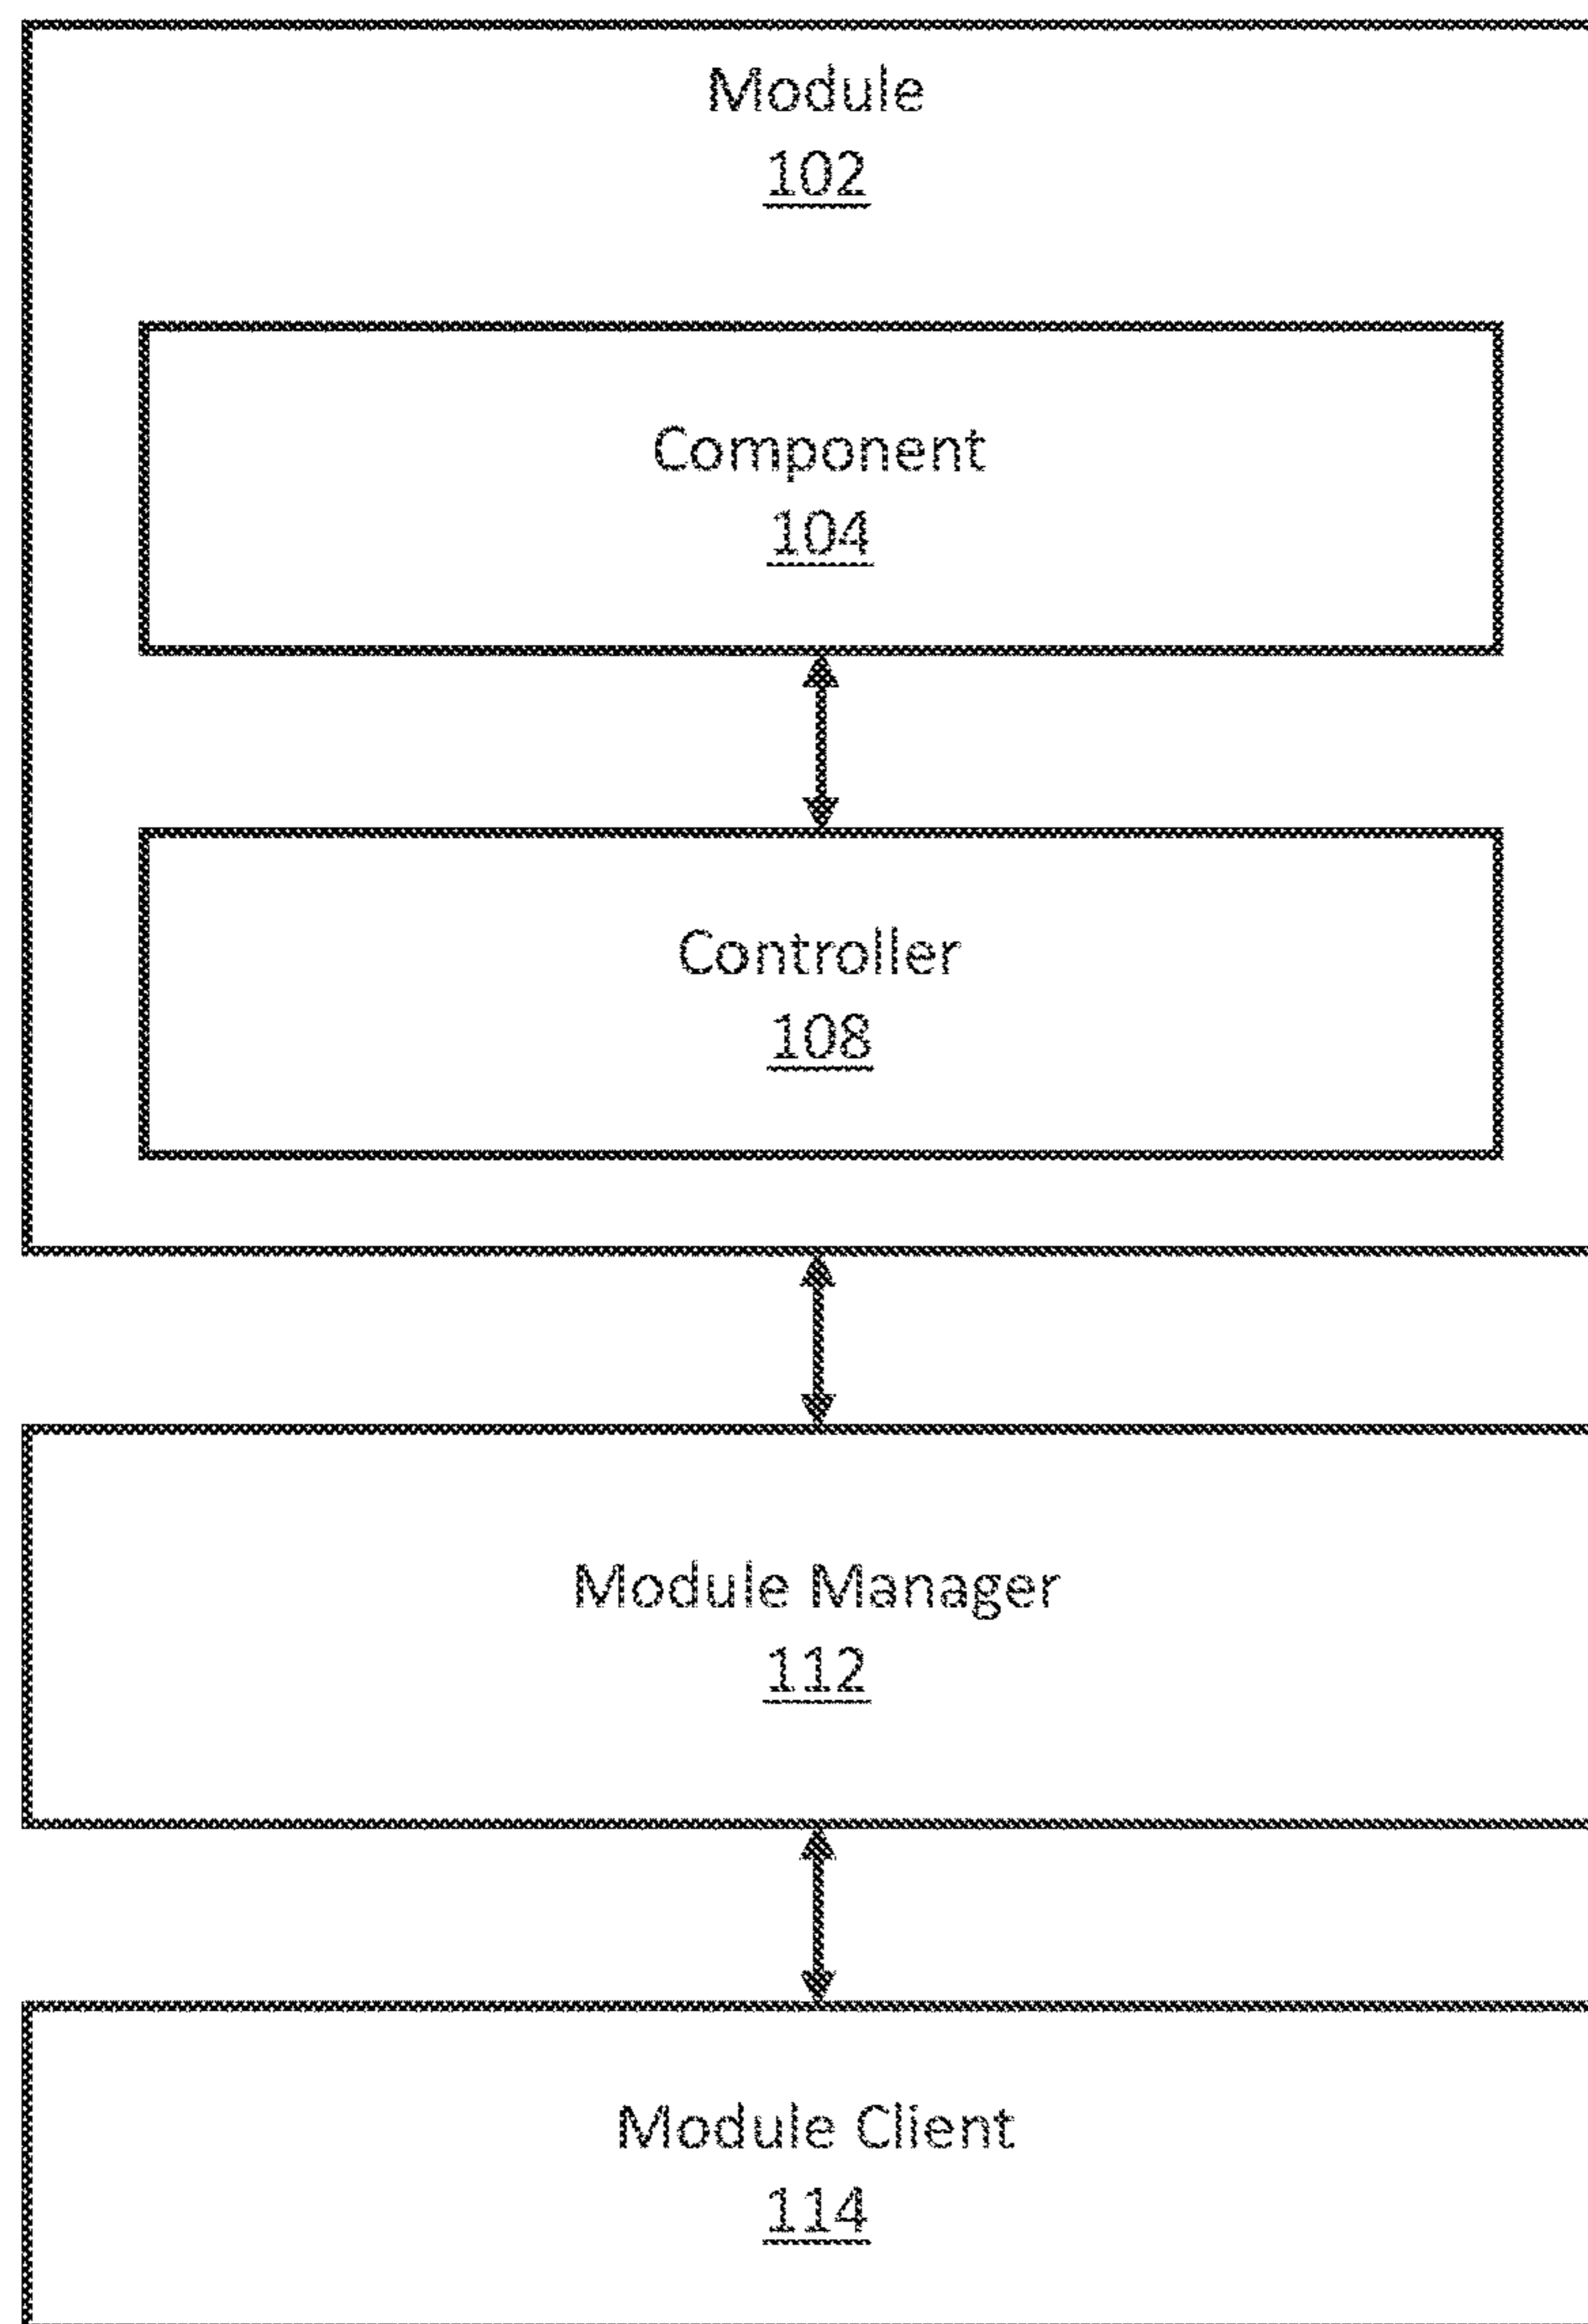 Module
102
Component
104
Controller
108
Module Manager
112
Module Client
114